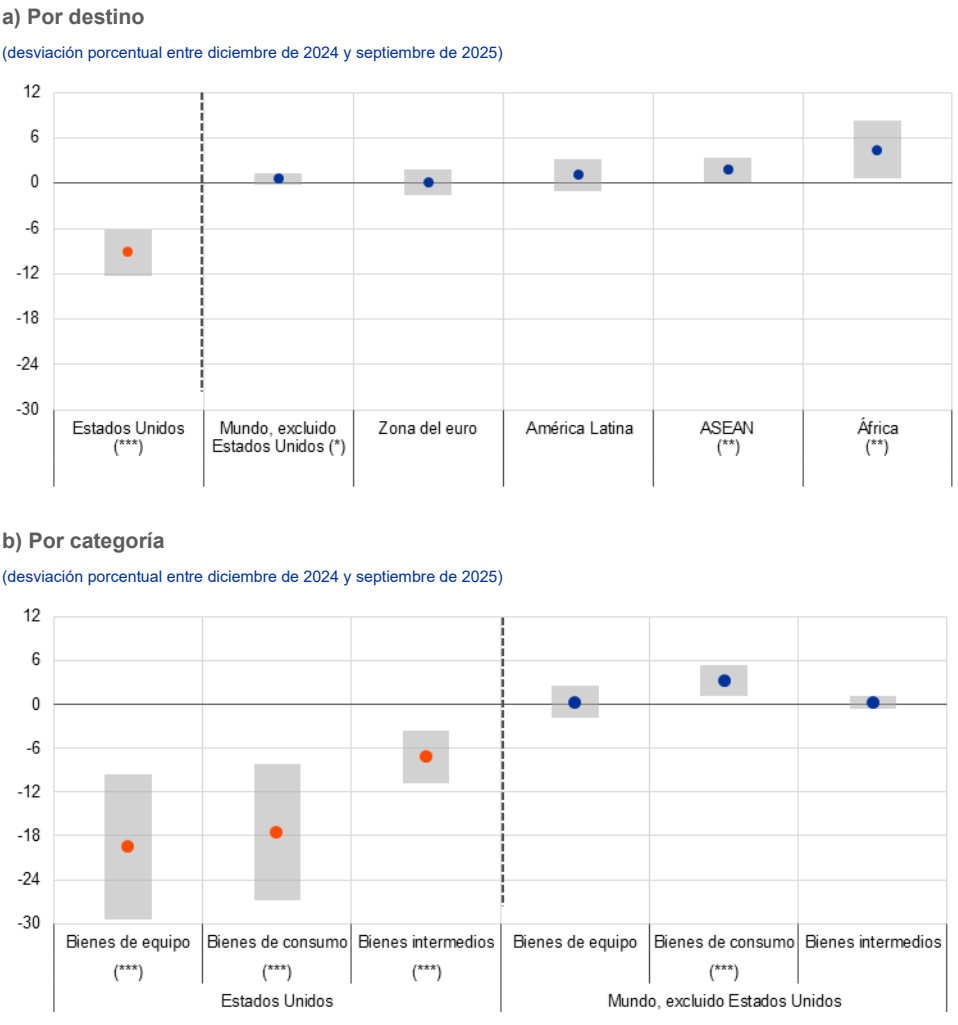 a) Por destino
(desviación porcentual entre diciembre de 2024 y septiembre de 2025)
12
6
0
-6
-12
-18
-24
-30
Estados Unidos
(***)
Mundo, excluido
Estados Unidos (*)
Zona del euro
América Latina
ASEAN
(**)
África
(**)
b) Por categoría
(desviación porcentual entre diciembre de 2024 y septiembre de 2025)
12
6
0
-6
-12
-18
-24
-30
Bienes de equipo
(***)
Bienes de consumo
(***)
Bienes intermedios
(***)
Bienes de equipo
Bienes de consumo
(***)
Bienes intermedios
Estados Unidos
Mundo, excluido Estados Unidos